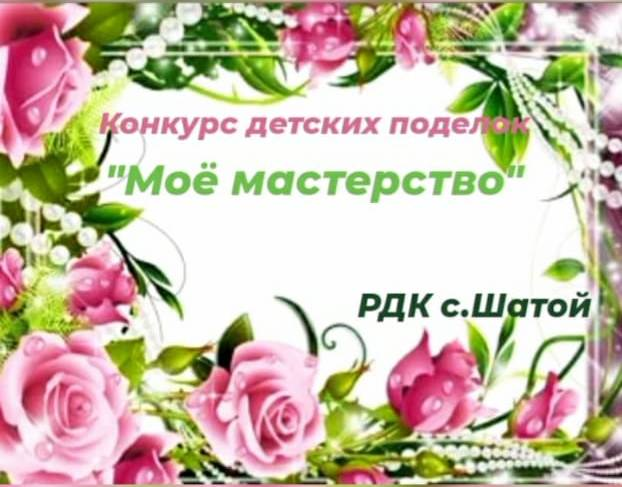 Конкурс детских поделок
"Моё мастерство"
РДК с.Шатой